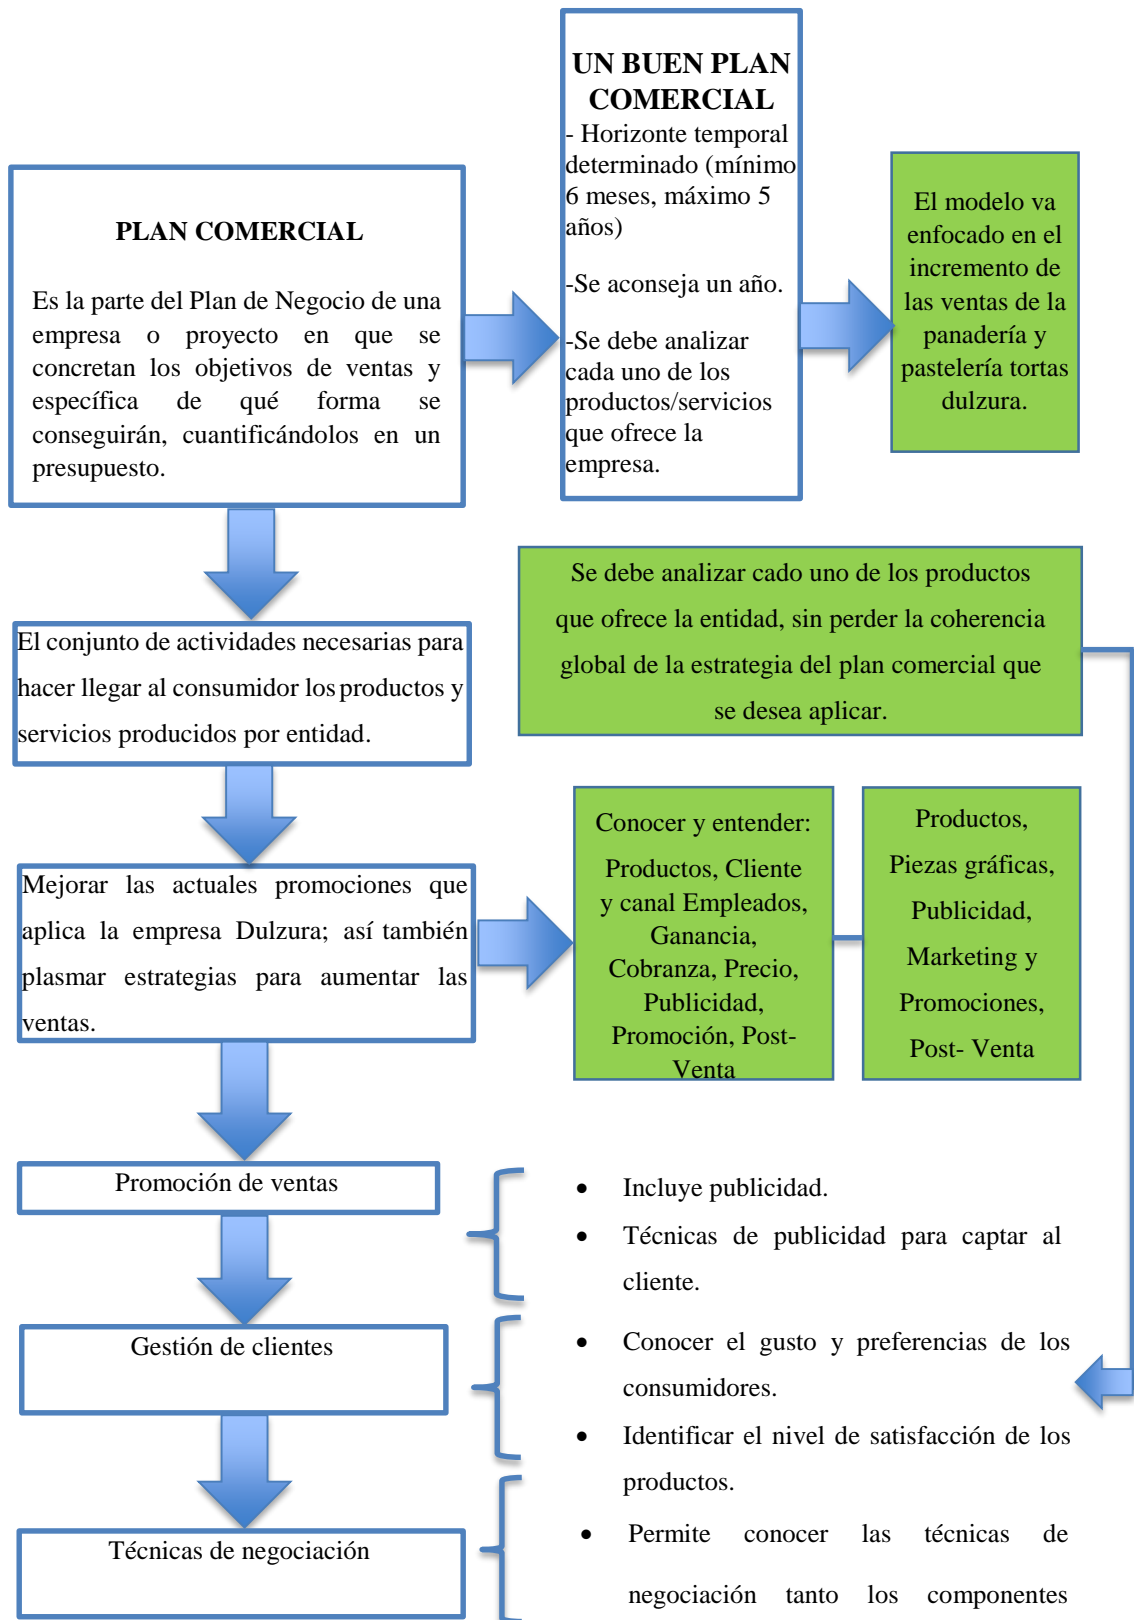 PLAN COMERCIAL
Es la parte del Plan de Negocio de una
empresa o proyecto en que se
concretan los objetivos de ventas y
específica de qué forma se
conseguirán, cuantificándolos en un
presupuesto.
UN BUEN PLAN
COMERCIAL
- Horizonte temporal
determinado (mínimo
6 meses, máximo 5
años)
-Se aconseja un año.
-Se debe analizar
cada uno de los
productos/servicios
que ofrece la
empresa.
El modelo va
enfocado en el
incremento de
las ventas de la
panadería y
pastelería tortas
dulzura.
El conjunto de actividades necesarias para
hacer llegar al consumidor los productos y
servicios producidos por entidad.
Se debe analizar cado uno de los productos
que ofrece la entidad, sin perder la coherencia
global de la estrategia del plan comercial que
se desea aplicar.
Mejorar las actuales promociones que
aplica la empresa Dulzura; así también
plasmar estrategias para aumentar las
ventas.
Conocer y entender:
Productos, Cliente
y canal Empleados,
Ganancia,
Cobranza, Precio,
Publicidad,
Promoción, Post-
Venta
Productos,
Piezas gráficas,
Publicidad,
Marketing y
Promociones,
Post- Venta
Promoción de ventas
• Incluye publicidad.
• Técnicas de publicidad para captar al
cliente.
Gestión de clientes
• Conocer el gusto y preferencias de los
consumidores.
• Identificar el nivel de satisfacción de los
productos.
Técnicas de negociación
• Permite conocer las técnicas de
negociación tanto los componentes